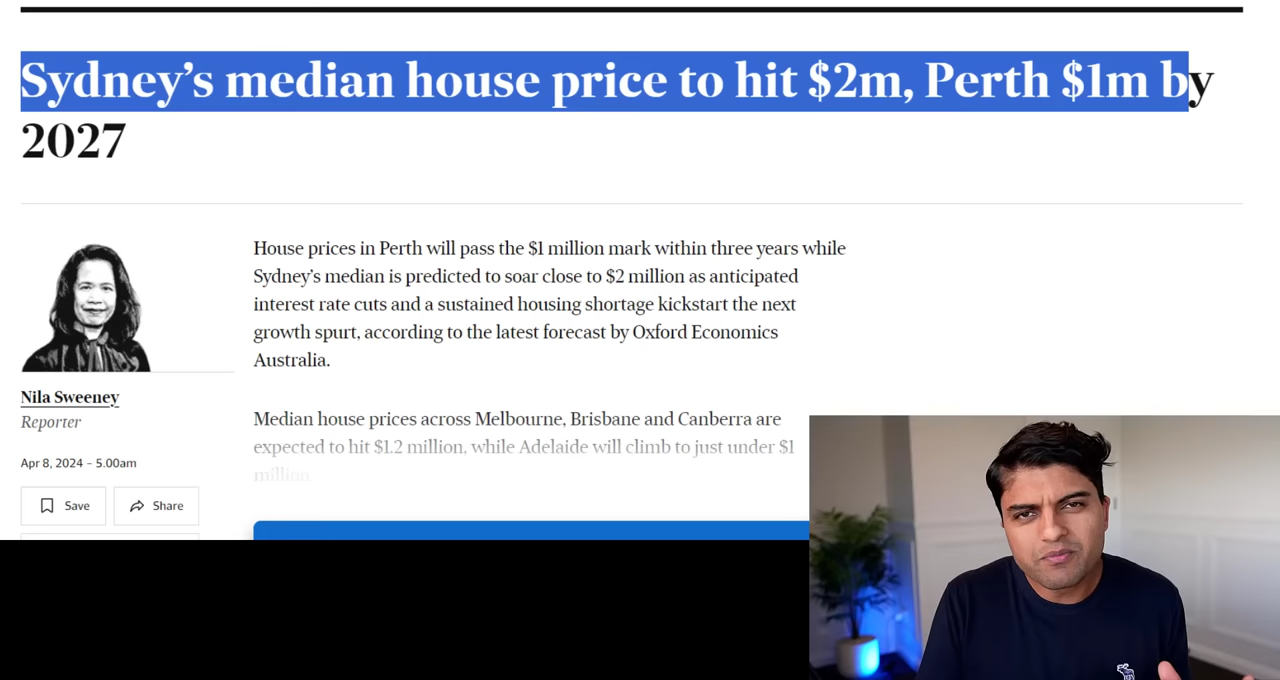 Sydney’s median house price to hit $2m, Perth $1m by
2027
House prices in Perth will pass the $1 million mark within three years while
Sydney’s median is predicted to soar close to $2 million as anticipated
interest rate cuts and a sustained housing shortage kickstart the next
growth spurt, according to the latest forecast by Oxford Economics
Australia.
Median house prices across Melbourne, Brisbane and Canberra are
expected to hit $1.2 million, while Adelaide will climb to just under $1
million.
Nila Sweeney
Reporter
Apr 8, 2024 – 5.00am
Save
Share